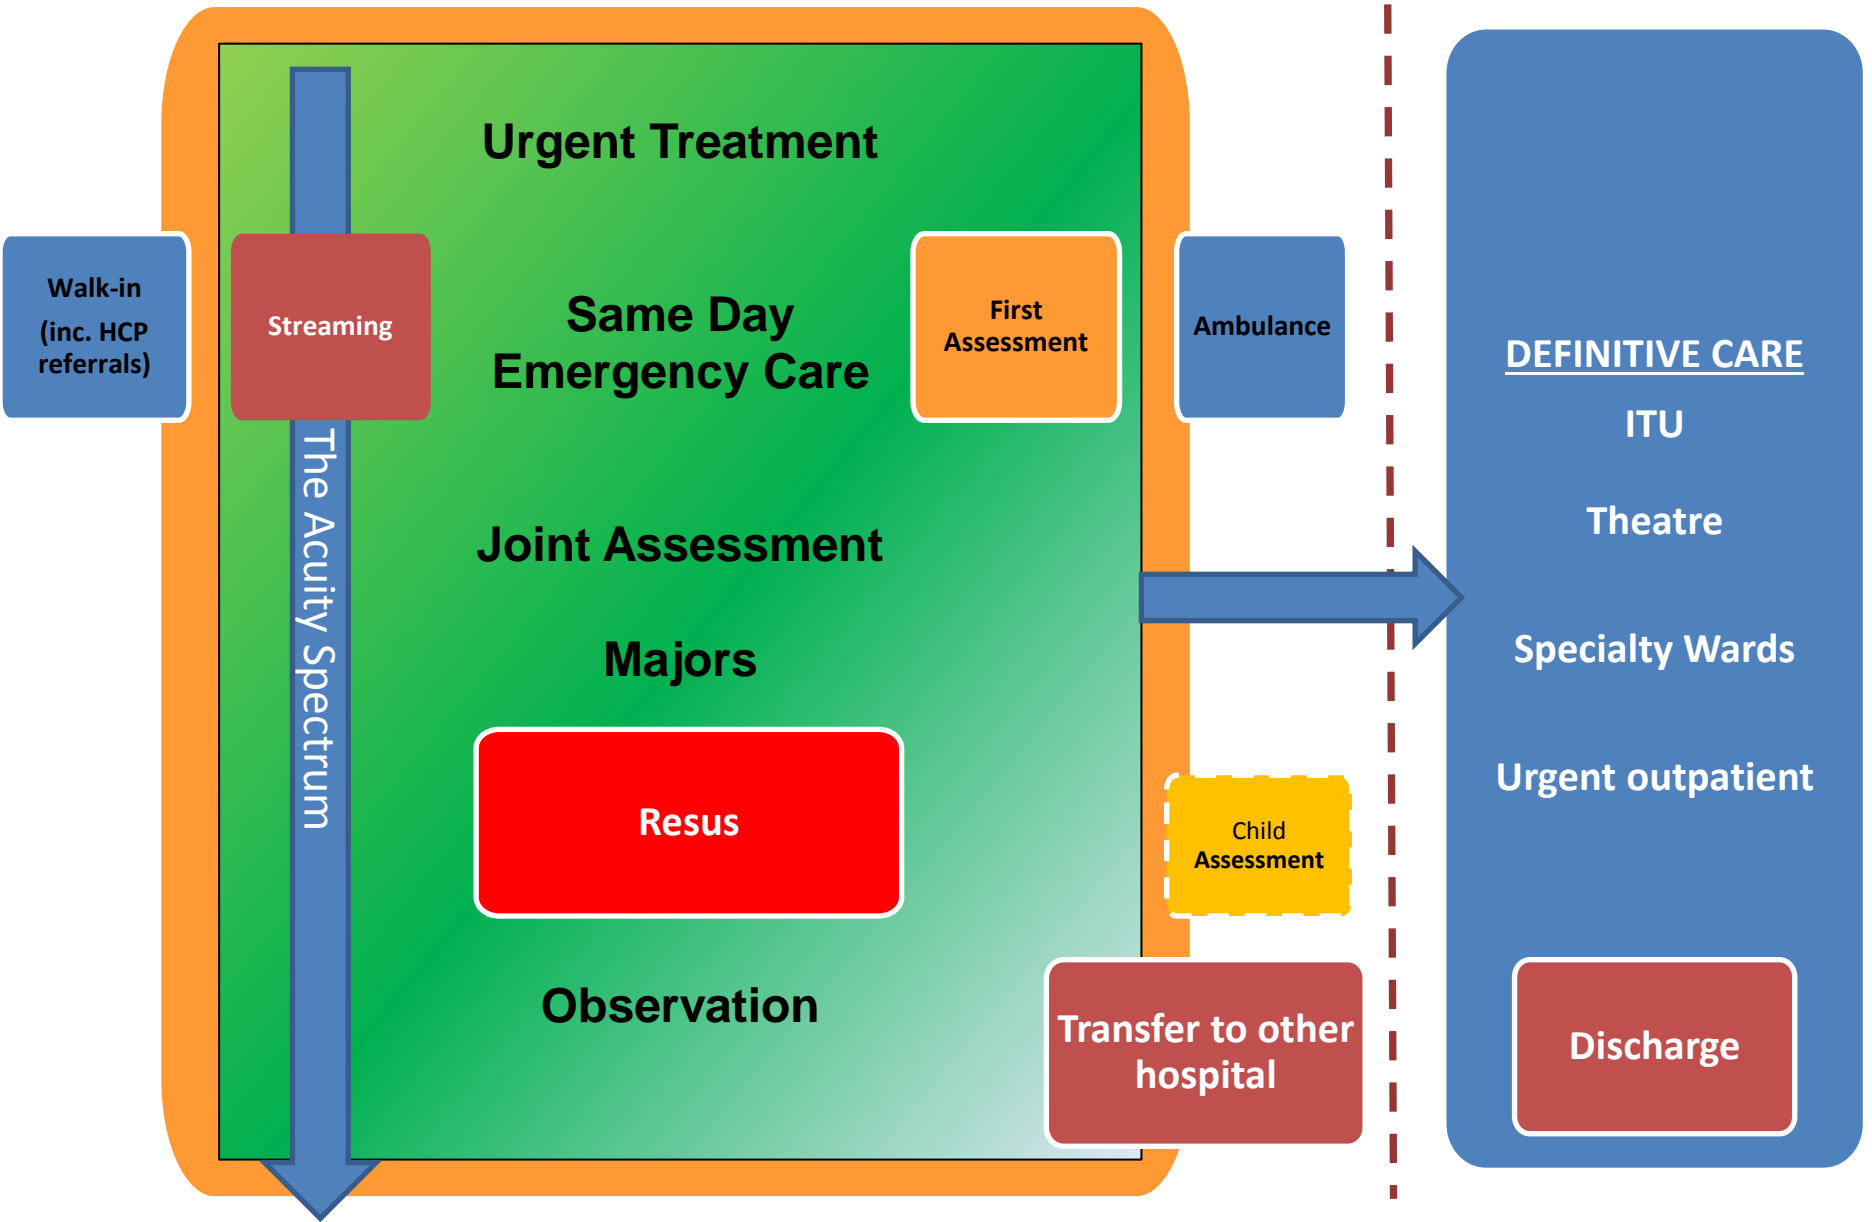 Urgent Treatment
Walk-in
(inc. HCP
referrals)
Streaming
Same Day
Emergency Care
First
Assessment
Ambulance
The Acuity Spectrum
Joint Assessment
Majors
Resus
Observation
Child
Assessment
Transfer to other
hospital
DEFINITIVE CARE
ITU
Theatre
Specialty Wards
Urgent outpatient
Discharge